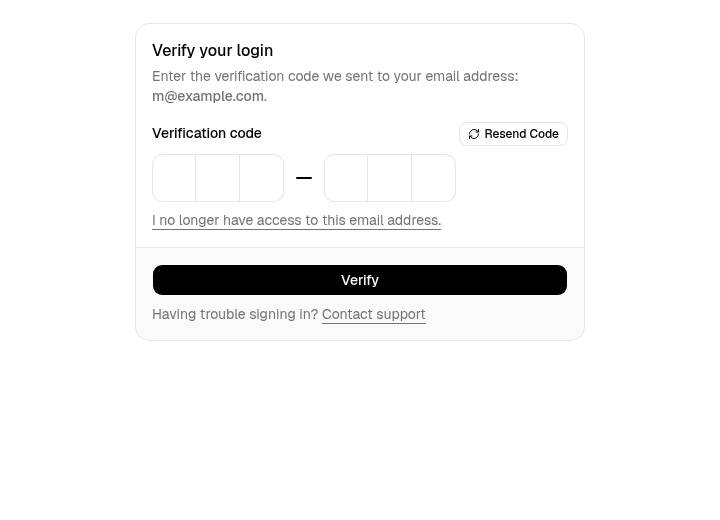 Verify your login
Enter the verification code we sent to your email address:
m@example.com.
Verification code
Resend Code
I no longer have access to this email address.
Verify
Having trouble signing in? Contact support